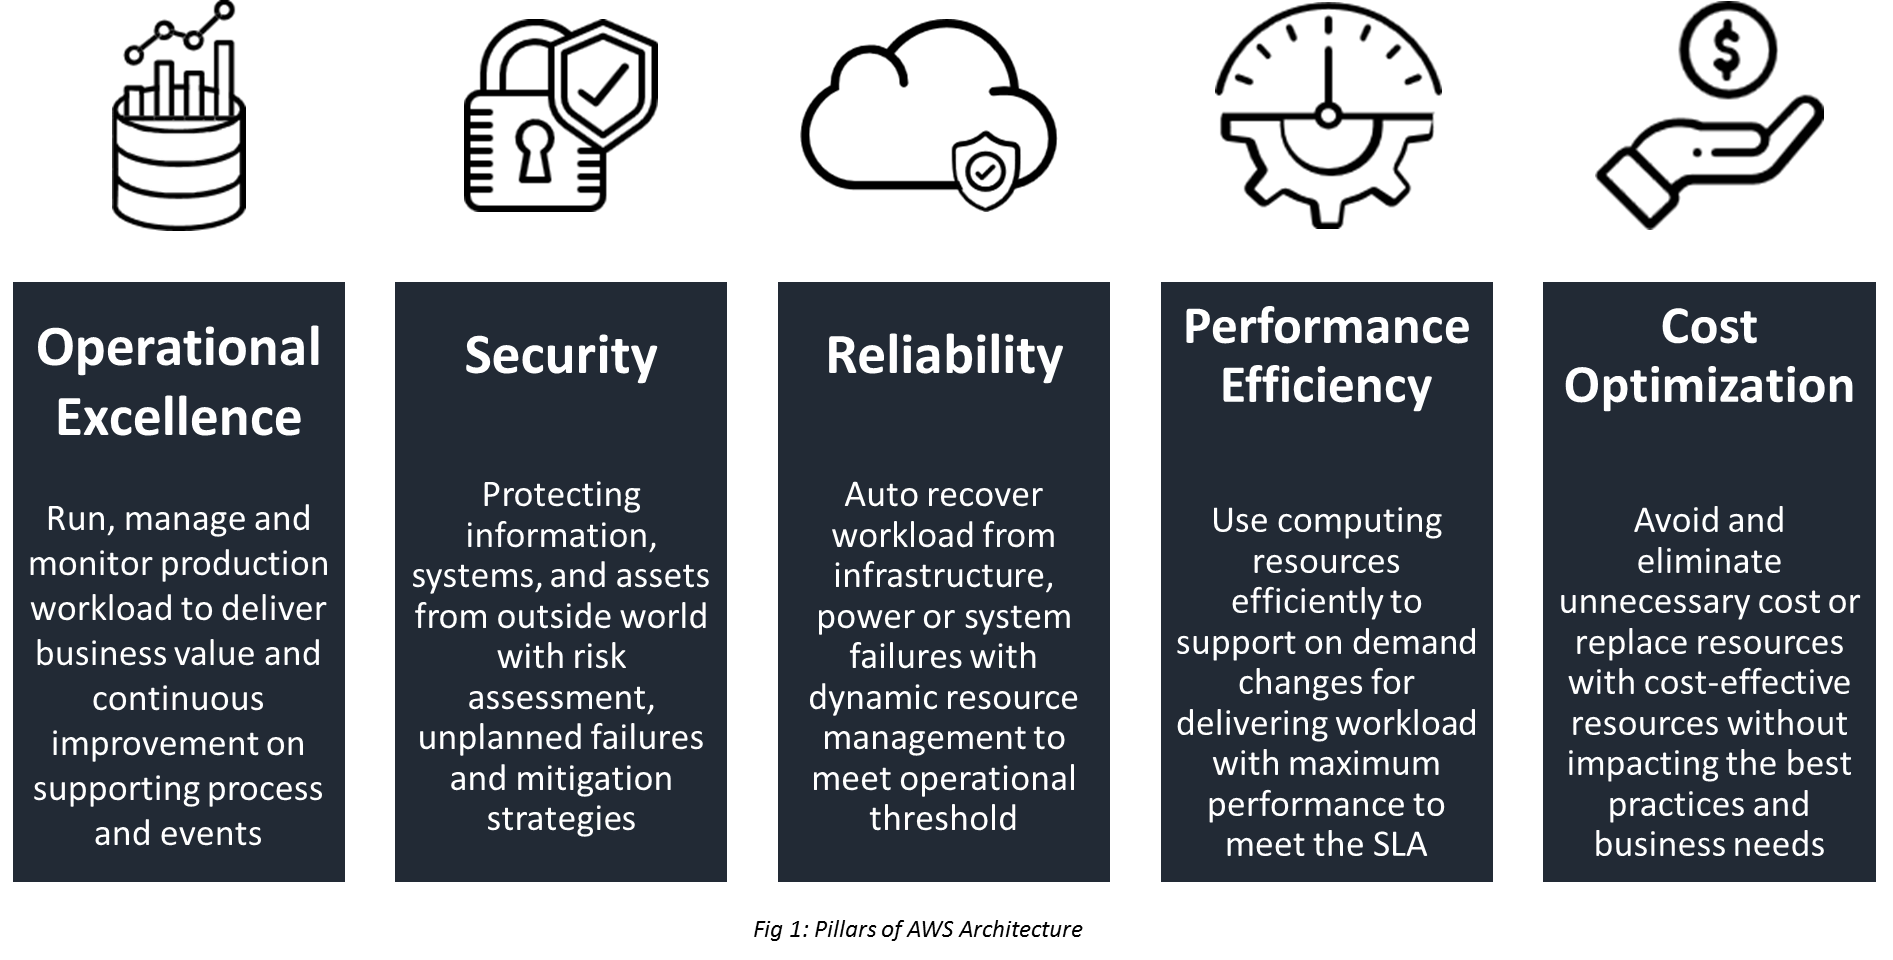 Operational
Excellence
Run, manage and
monitor production
workload to deliver
business value and
continuous
improvement on
supporting process
and events
Security
Protecting
information,
systems, and assets
from outside world
with risk
assessment,
unplanned failures
and mitigation
strategies
Reliability
Auto recover
workload from
infrastructure,
power or system
failures with
dynamic resource
management to
meet operational
threshold
Performance
Efficiency
Use computing
resources
efficiently to
support on demand
changes for
delivering workload
with maximum
performance to
meet the SLA
$
Cost
Optimization
Avoid and
eliminate
unnecessary cost or
replace resources
with cost-effective
resources without
impacting the best
practices and
business needs
Fig 1: Pillars of AWS Architecture